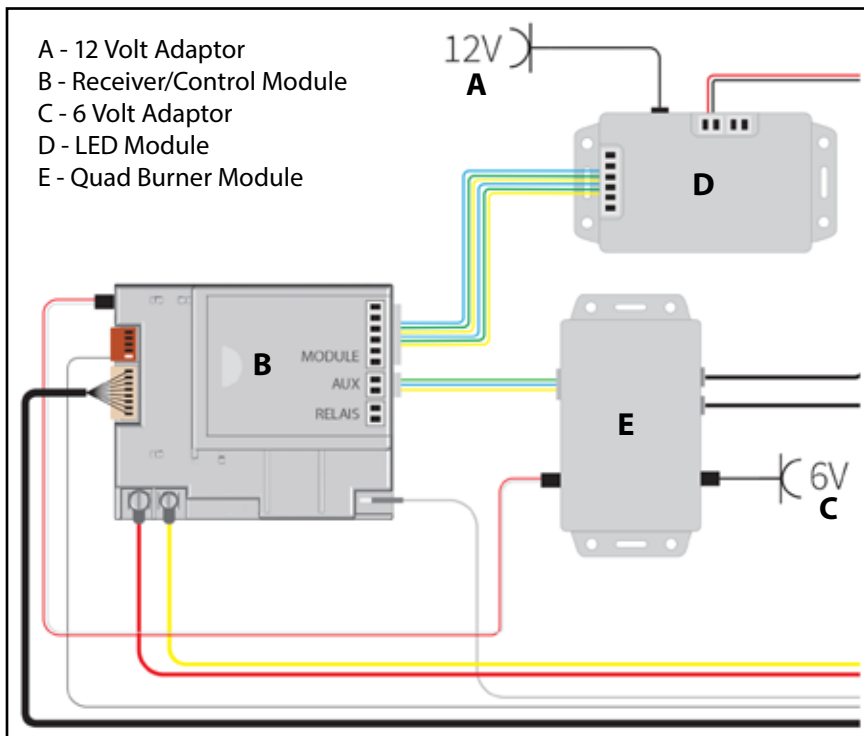 A - 12 Volt Adaptor
B - Receiver/Control Module
C - 6 Volt Adaptor
D - LED Module
E - Quad Burner Module
12V
A
D
B
MODULE
AUX
RELAIS
E
6V
C